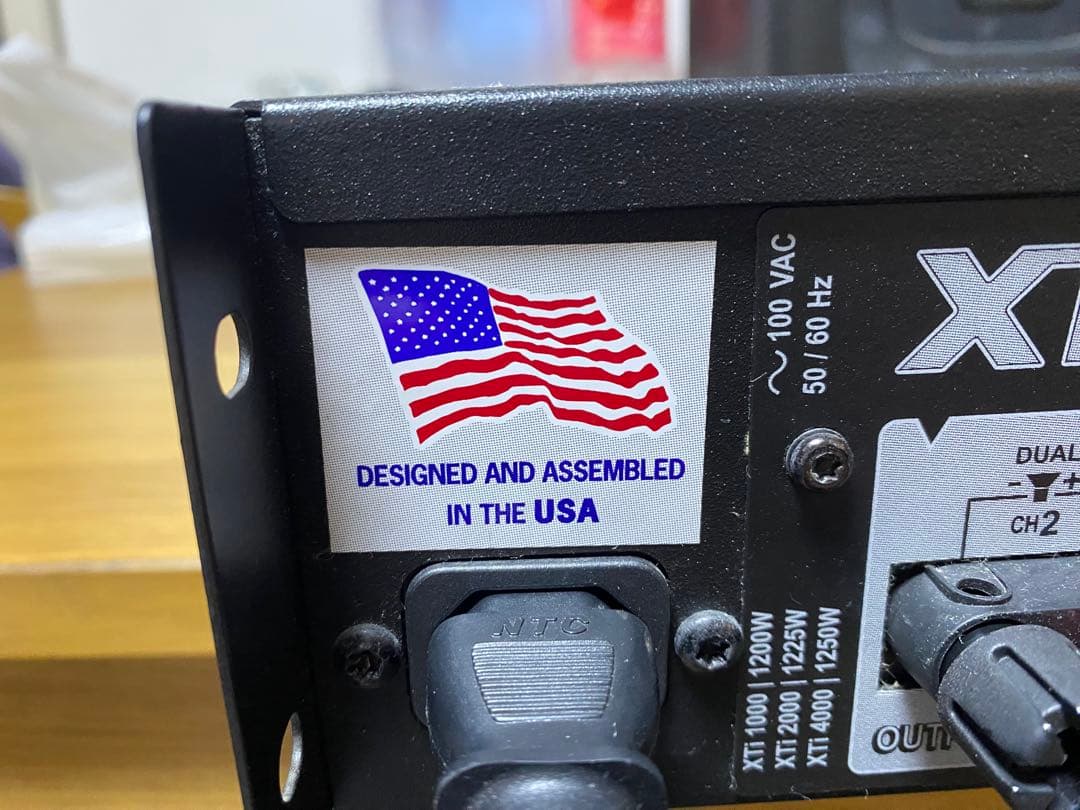 DESIGNED AND ASSEMBLED
IN THE USA
NTC
~ 100 VAC
50 / 60 Hz
XTi 1000 | 1200W
XTi 2000 | 1225W
XTi 4000 | 1250W
DUAL
- +
CH2